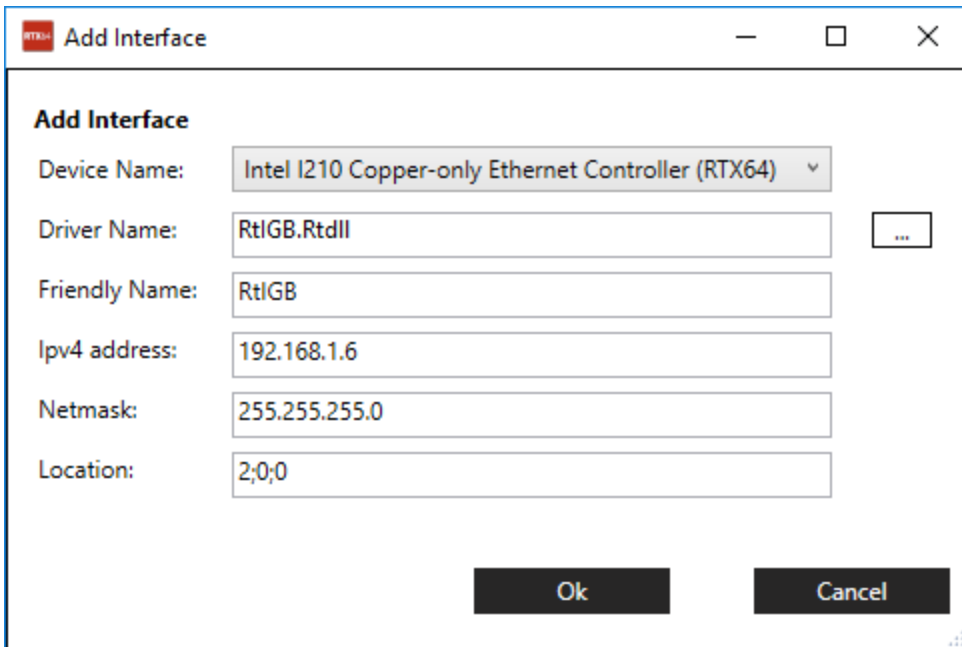 RTX64 Add Interface
Add Interface
Device Name: Intel I210 Copper-only Ethernet Controller (RTX64)
Driver Name: RtIGB.Rtdll ...
Friendly Name: RtIGB
Ipv4 address: 192.168.1.6
Netmask: 255.255.255.0
Location: 2;0;0
Ok Cancel